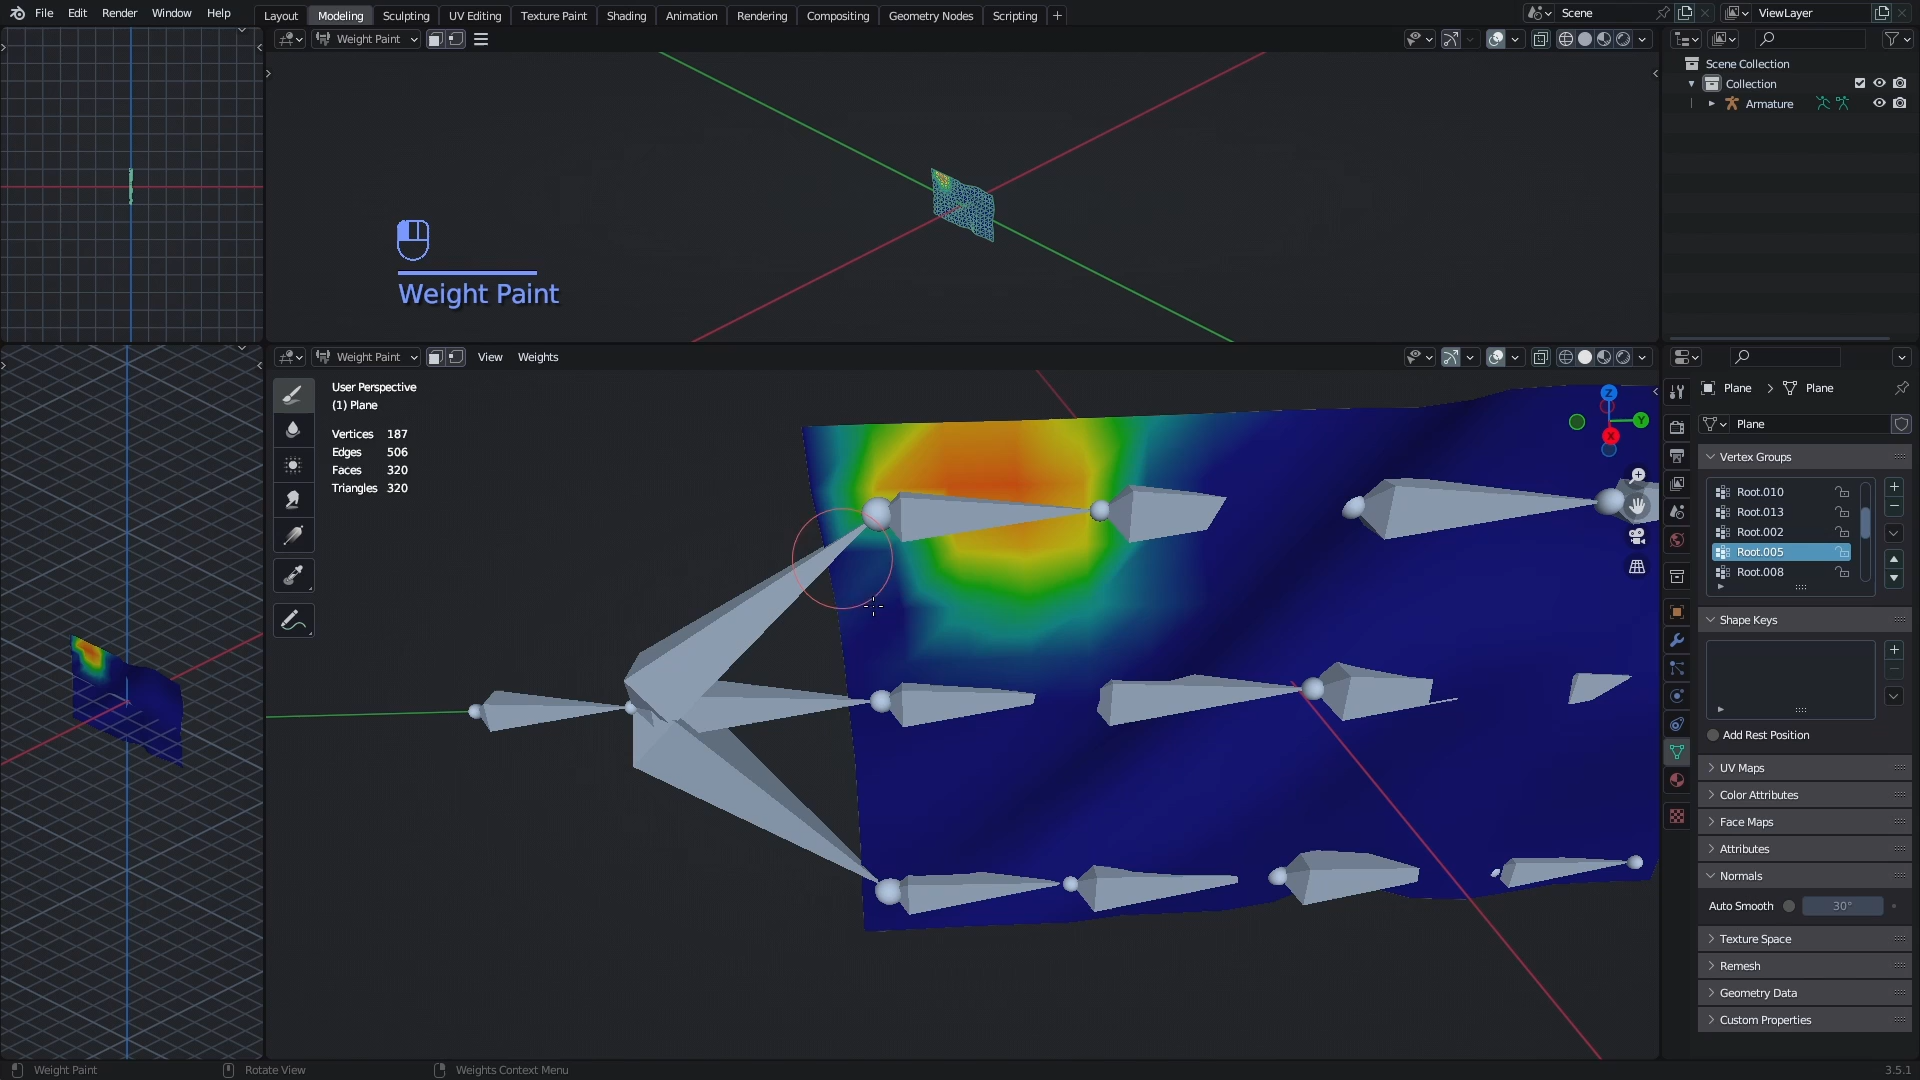 File Edit Render Window Help
Layout Modeling Sculpting UV Editing Texture Paint Shading Animation Rendering Compositing Geometry Nodes Scripting
Scene
ViewLayer
Weight Paint
Scene Collection
Collection
Armature
Weight Paint
Weight Paint View Weights
User Perspective
(1) Plane
Vertices 187
Edges 506
Faces 320
Triangles 320
Z
Y
X
Plane Plane
Plane
Vertex Groups
Root.010
Root.013
Root.002
Root.005
Root.008
Shape Keys
Add Rest Position
UV Maps
Color Attributes
Face Maps
Attributes
Normals
Auto Smooth 30°
Texture Space
Remesh
Geometry Data
Custom Properties
Weight Paint Rotate View Weights Context Menu 3.5.1